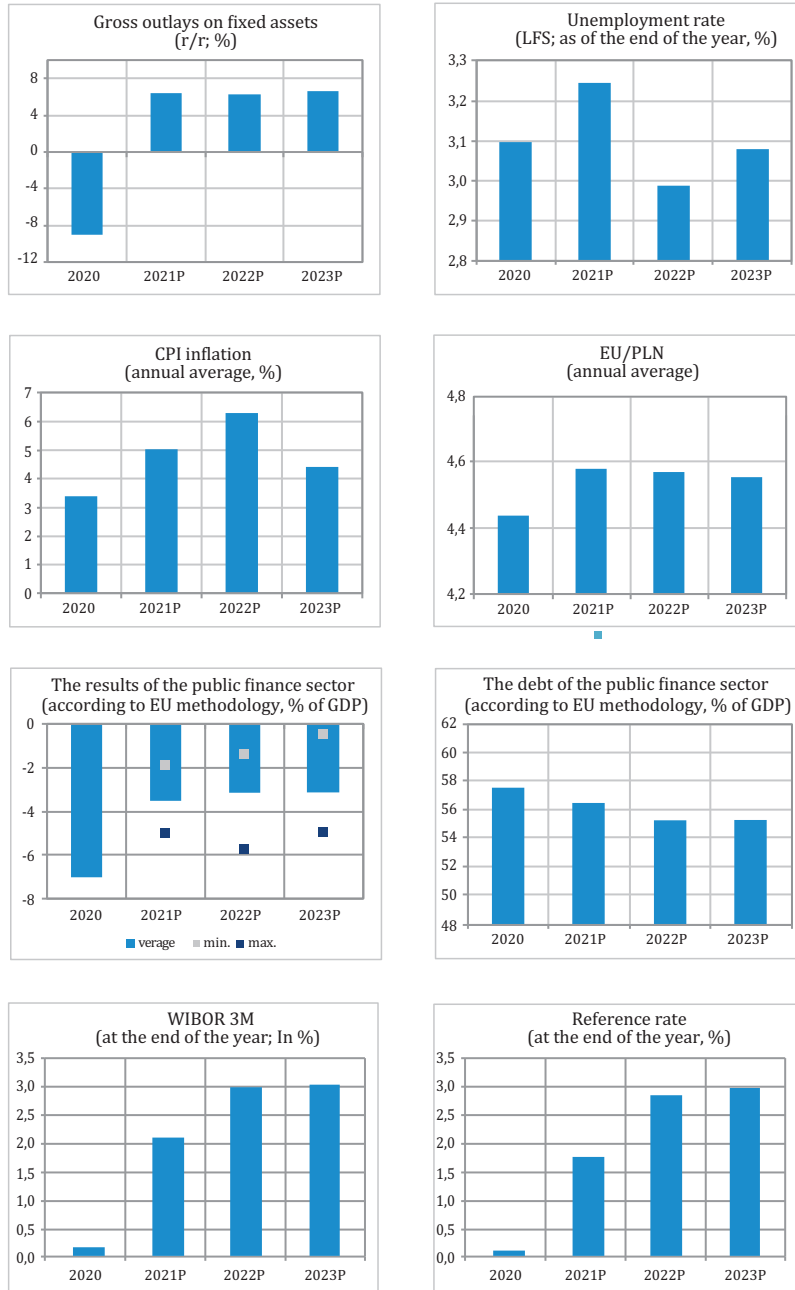 Gross outlays on fixed assets
(r/r; %)
8
4
0
-4
-8
-12
2020 2021P 2022P 2023P
Unemployment rate
(LFS; as of the end of the year, %)
3,3
3,2
3,1
3,0
2,9
2,8
2020 2021P 2022P 2023P
CPI inflation
(annual average, %)
7
6
5
4
3
2
1
0
2020 2021P 2022P 2023P
EU/PLN
(annual average)
4,8
4,6
4,4
4,2
2020 2021P 2022P 2023P
The results of the public finance sector
(according to EU methodology, % of GDP)
0
-2
-4
-6
-8
2020 2021P 2022P 2023P
verage min. max.
The debt of the public finance sector
(according to EU methodology, % of GDP)
62
60
58
56
54
52
50
48
2020 2021P 2022P 2023P
WIBOR 3M
(at the end of the year; In %)
3,5
3,0
2,5
2,0
1,5
1,0
0,5
0,0
2020 2021P 2022P 2023P
Reference rate
(at the end of the year, %)
3,5
3,0
2,5
2,0
1,5
1,0
0,5
0,0
2020 2021P 2022P 2023P